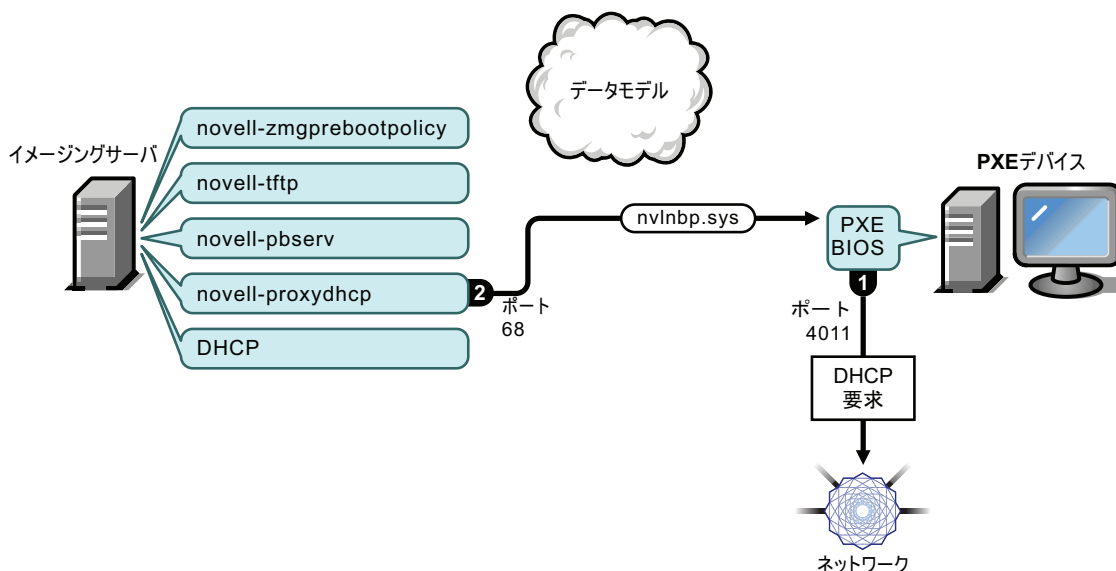 データモデル
イメージングサーバ
novell-zmgprebootpolicy
novell-tftp
novell-pbserv
novell-proxydhcp
DHCP
2
ポート
68
nvlnbp.sys
PXE
BIOS
PXEデバイス
1
ポート
4011
DHCP
要求
ネットワーク